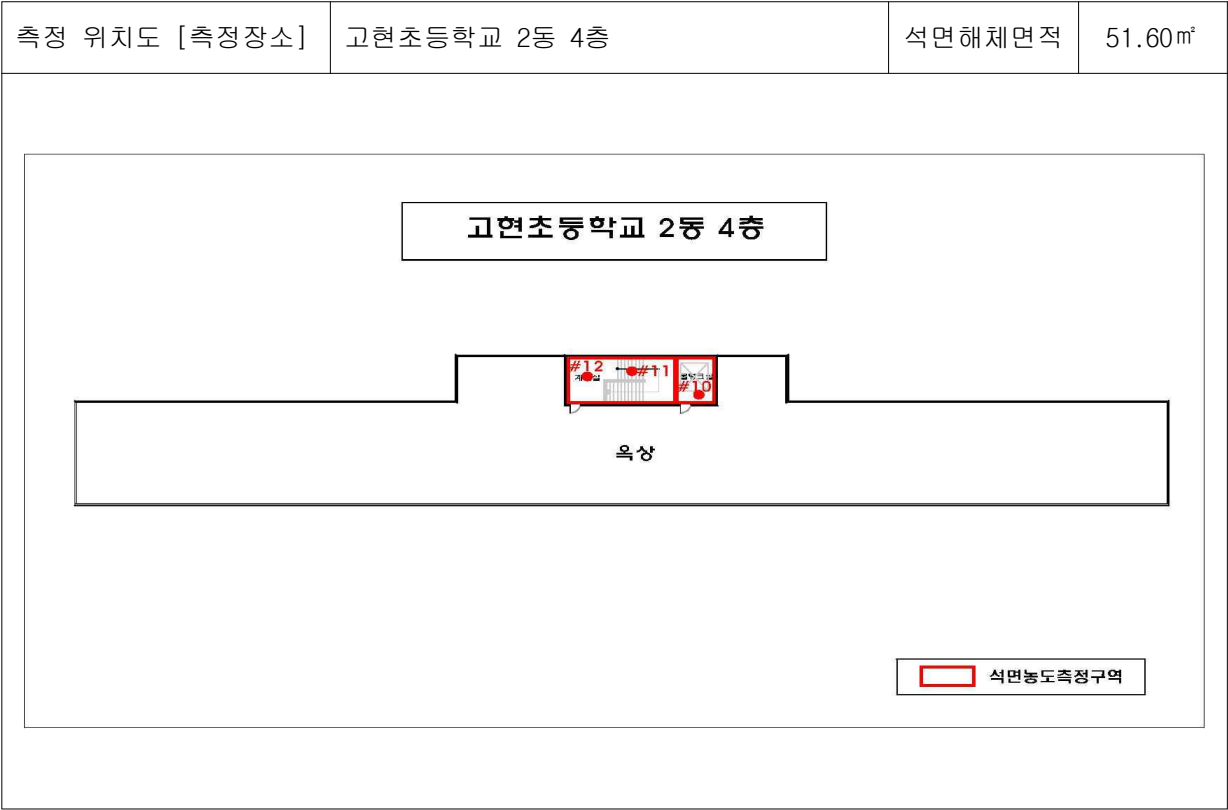 측정 위치도 [측정장소] 고현초등학교 2동 4층 석면해체면적 51.60㎡
고현초등학교 2동 4층
#12 #11
#10
옥상
석면농도측정구역